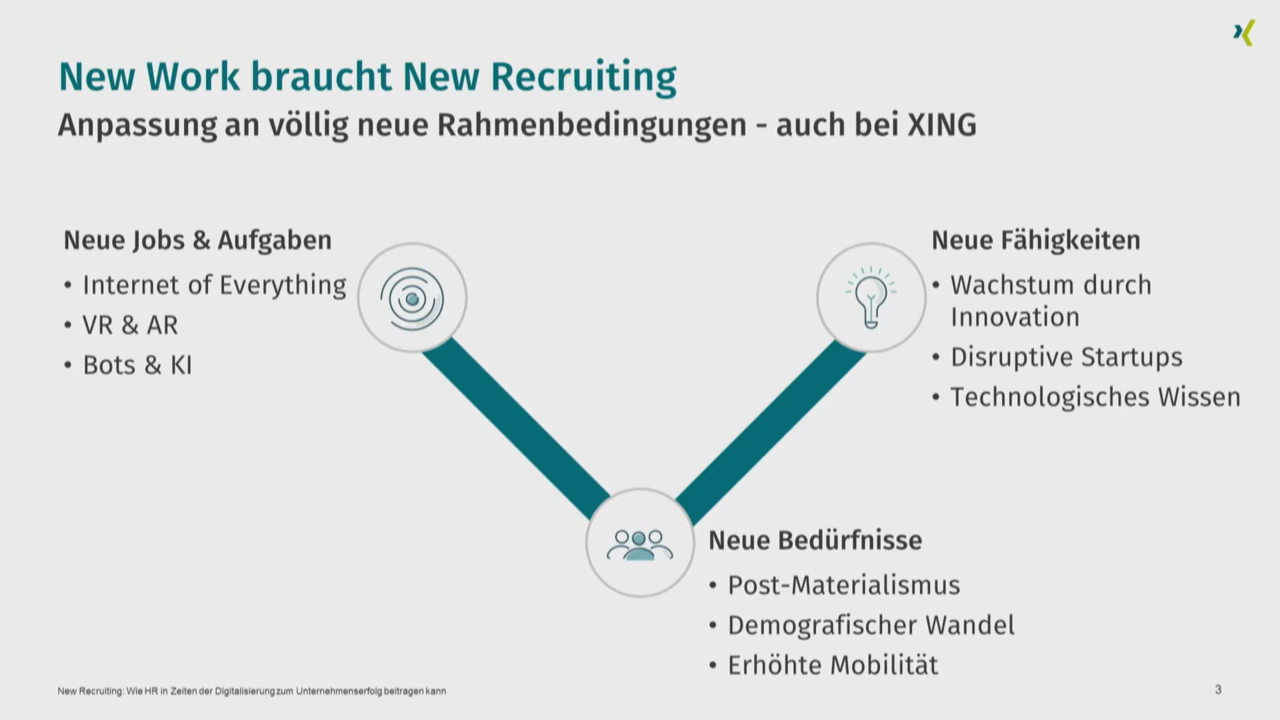 New Work braucht New Recruiting
Anpassung an völlig neue Rahmenbedingungen - auch bei XING
Neue Jobs & Aufgaben
• Internet of Everything
• VR & AR
• Bots & KI
Neue Fähigkeiten
• Wachstum durch
Innovation
• Disruptive Startups
• Technologisches Wissen
Neue Bedürfnisse
• Post-Materialismus
• Demografischer Wandel
• Erhöhte Mobilität
New Recruiting: Wie HR in Zeiten der Digitalisierung zum Unternehmenserfolg beitragen kann
3